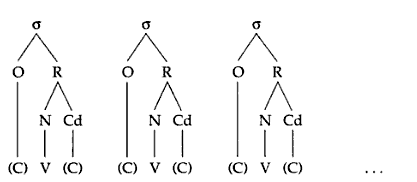 σ σ σ
O R O R O R
N Cd N Cd N Cd
(C) V (C) (C) V (C) (C) V (C) ...